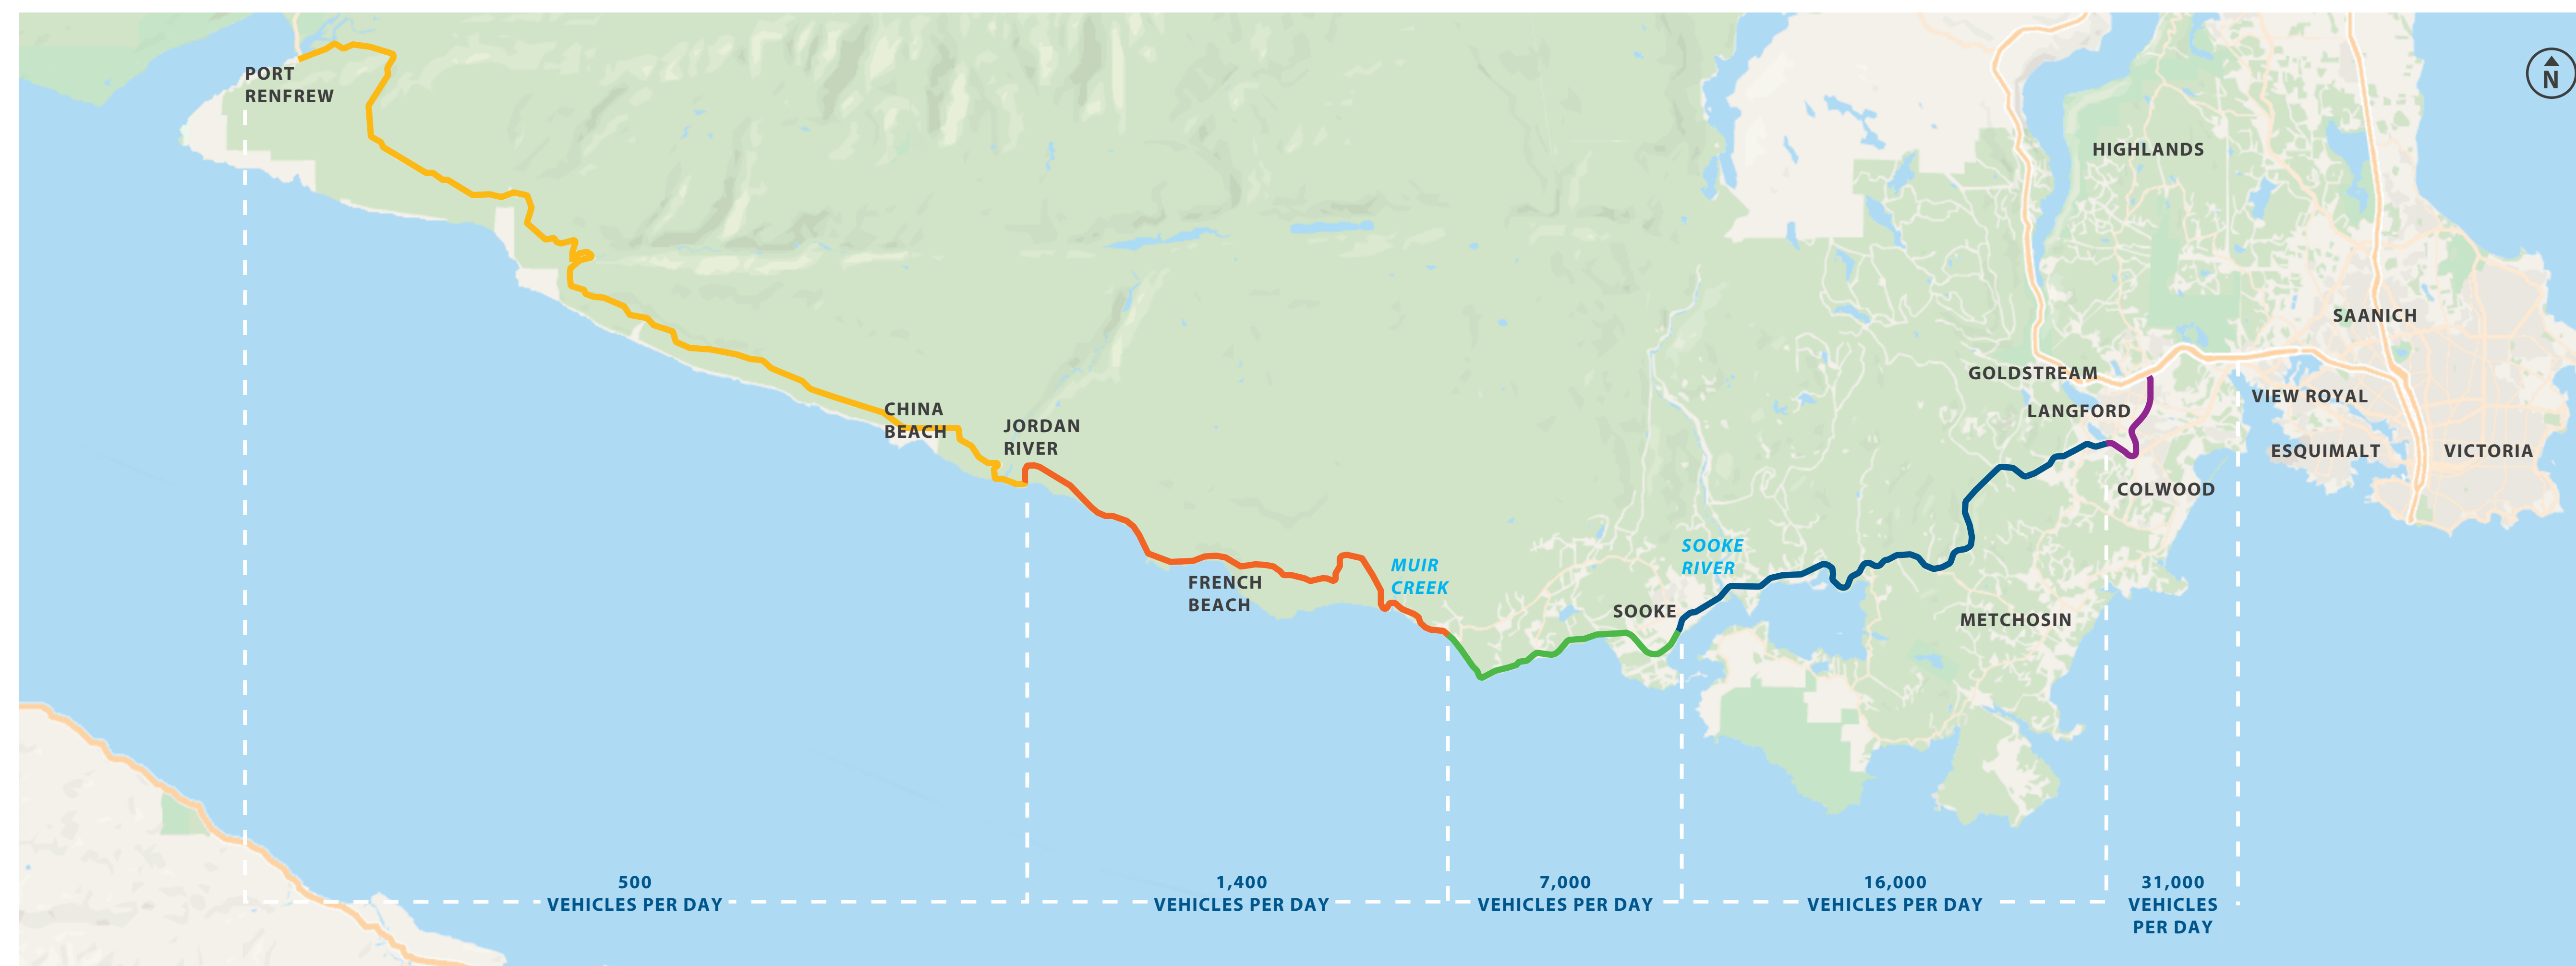 PORT
RENFREW
N
HIGHLANDS
SAANICH
GOLDSTREAM
VIEW ROYAL
LANGFORD
CHINA
BEACH
JORDAN
RIVER
ESQUIMALT
VICTORIA
COLWOOD
SOOKE
RIVER
MUIR
CREEK
FRENCH
BEACH
SOOKE
METCHOSIN
500
VEHICLES PER DAY
1,400
VEHICLES PER DAY
7,000
VEHICLES PER DAY
16,000
VEHICLES PER DAY
31,000
VEHICLES
PER DAY